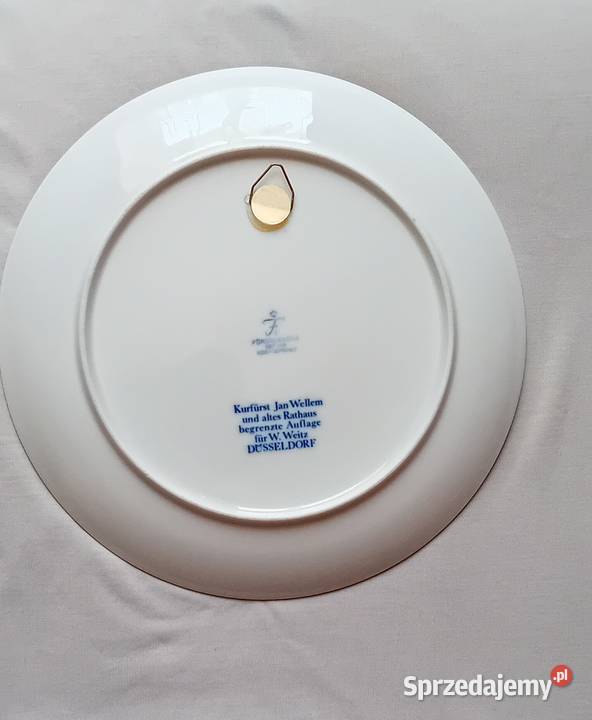 Kurfürst Jan Wellem
und altes Rathaus
begrenzte Auflage
für W. Weitz
DÜSSELDORF
Sprzedajemy.pl